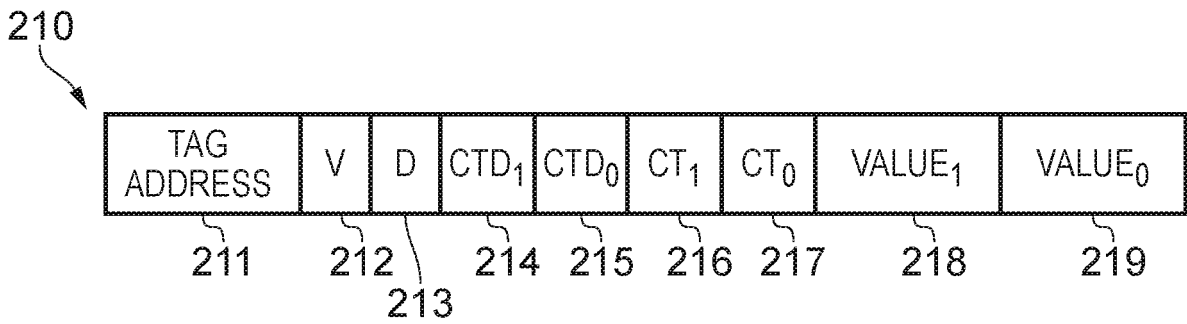 210
TAG ADDRESS V D CTD₁ CTD₀ CT₁ CT₀ VALUE₁ VALUE₀
211 212 213 214 215 216 217 218 219